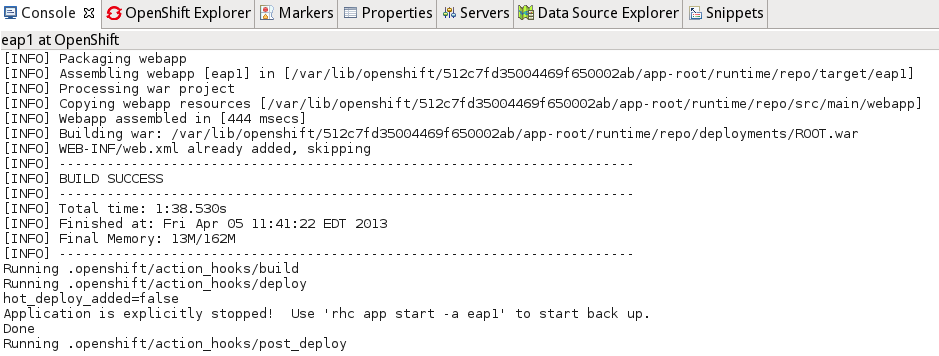 Console OpenShift Explorer Markers Properties Servers Data Source Explorer Snippets
eap1 at OpenShift
[INFO] Packaging webapp
[INFO] Assembling webapp [eap1] in [/var/lib/openshift/512c7fd35004469f650002ab/app-root/runtime/repo/target/eap1]
[INFO] Processing war project
[INFO] Copying webapp resources [/var/lib/openshift/512c7fd35004469f650002ab/app-root/runtime/repo/src/main/webapp]
[INFO] Webapp assembled in [444 msecs]
[INFO] Building war: /var/lib/openshift/512c7fd35004469f650002ab/app-root/runtime/repo/deployments/ROOT.war
[INFO] WEB-INF/web.xml already added, skipping
[INFO] ------------------------------------------------------------------------
[INFO] BUILD SUCCESS
[INFO] ------------------------------------------------------------------------
[INFO] Total time: 1:38.530s
[INFO] Finished at: Fri Apr 05 11:41:22 EDT 2013
[INFO] Final Memory: 13M/162M
[INFO] ------------------------------------------------------------------------
Running .openshift/action_hooks/build
Running .openshift/action_hooks/deploy
hot_deploy_added=false
Application is explicitly stopped!  Use 'rhc app start -a eap1' to start back up.
Done
Running .openshift/action_hooks/post_deploy